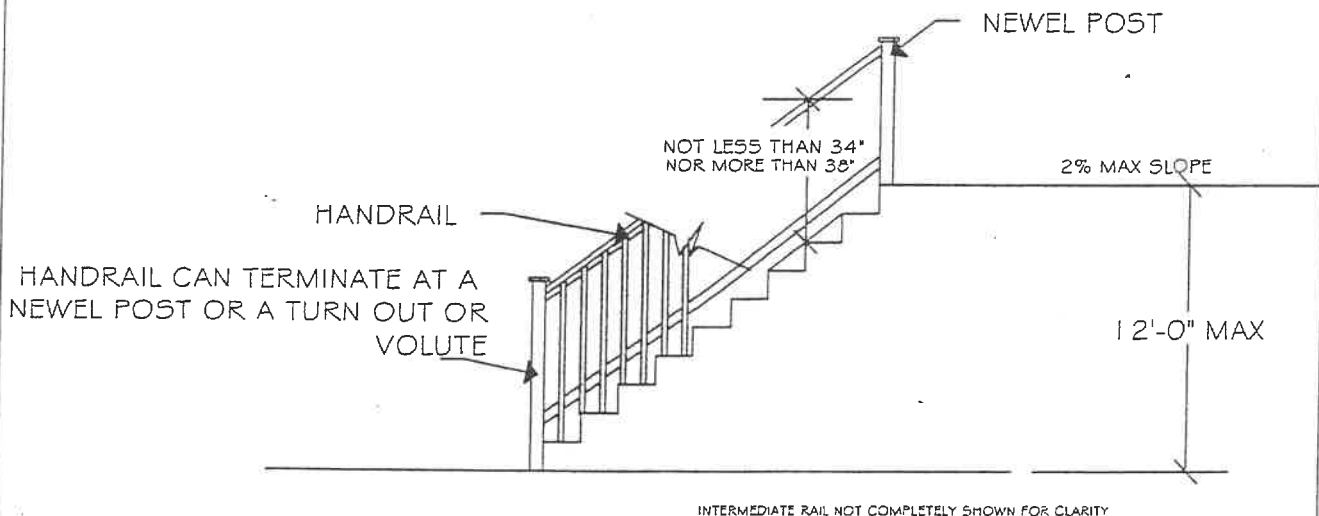 NEWEL POST
NOT LESS THAN 34"
NOR MORE THAN 38"
2% MAX SLOPE
HANDRAIL
HANDRAIL CAN TERMINATE AT A
NEWEL POST OR A TURN OUT OR
VOLUTE
12'-0" MAX
INTERMEDIATE RAIL NOT COMPLETELY SHOWN FOR CLARITY